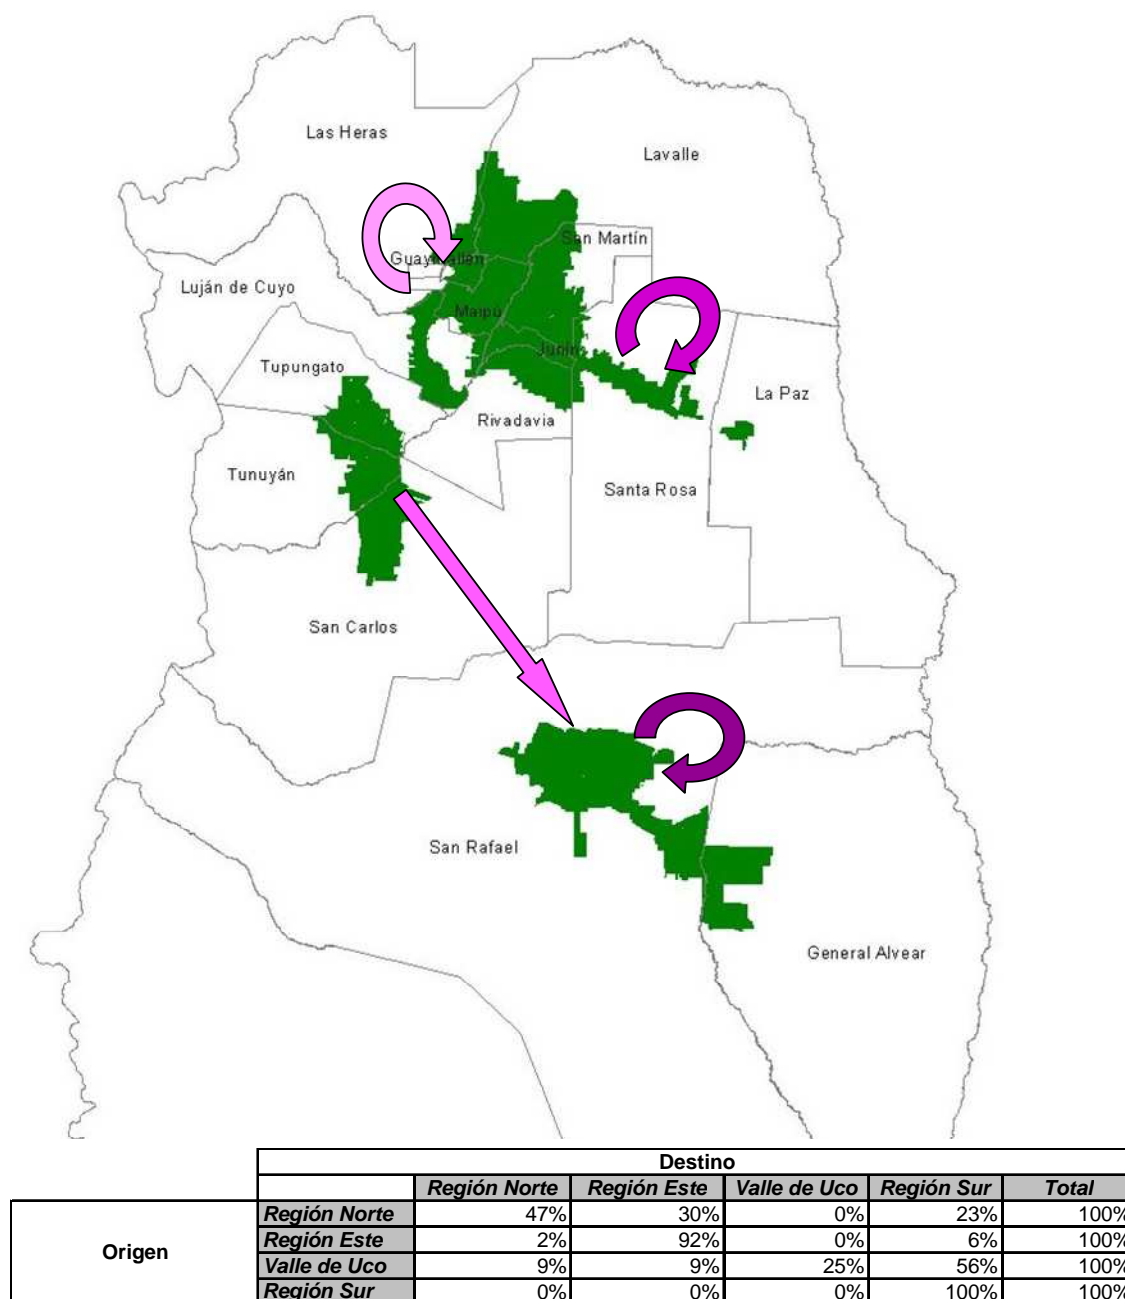 Las Heras
Lavalle
San Martín
Guaymallén
Luján de Cuyo
Maipú
Junín
Tupungato
La Paz
Rivadavia
Tunuyán
Santa Rosa
San Carlos
San Rafael
General Alvear
Destino
Región Norte Región Este Valle de Uco Región Sur Total
Región Norte 47% 30% 0% 23% 100%
Origen Región Este 2% 92% 0% 6% 100%
Valle de Uco 9% 9% 25% 56% 100%
Región Sur 0% 0% 0% 100% 100%